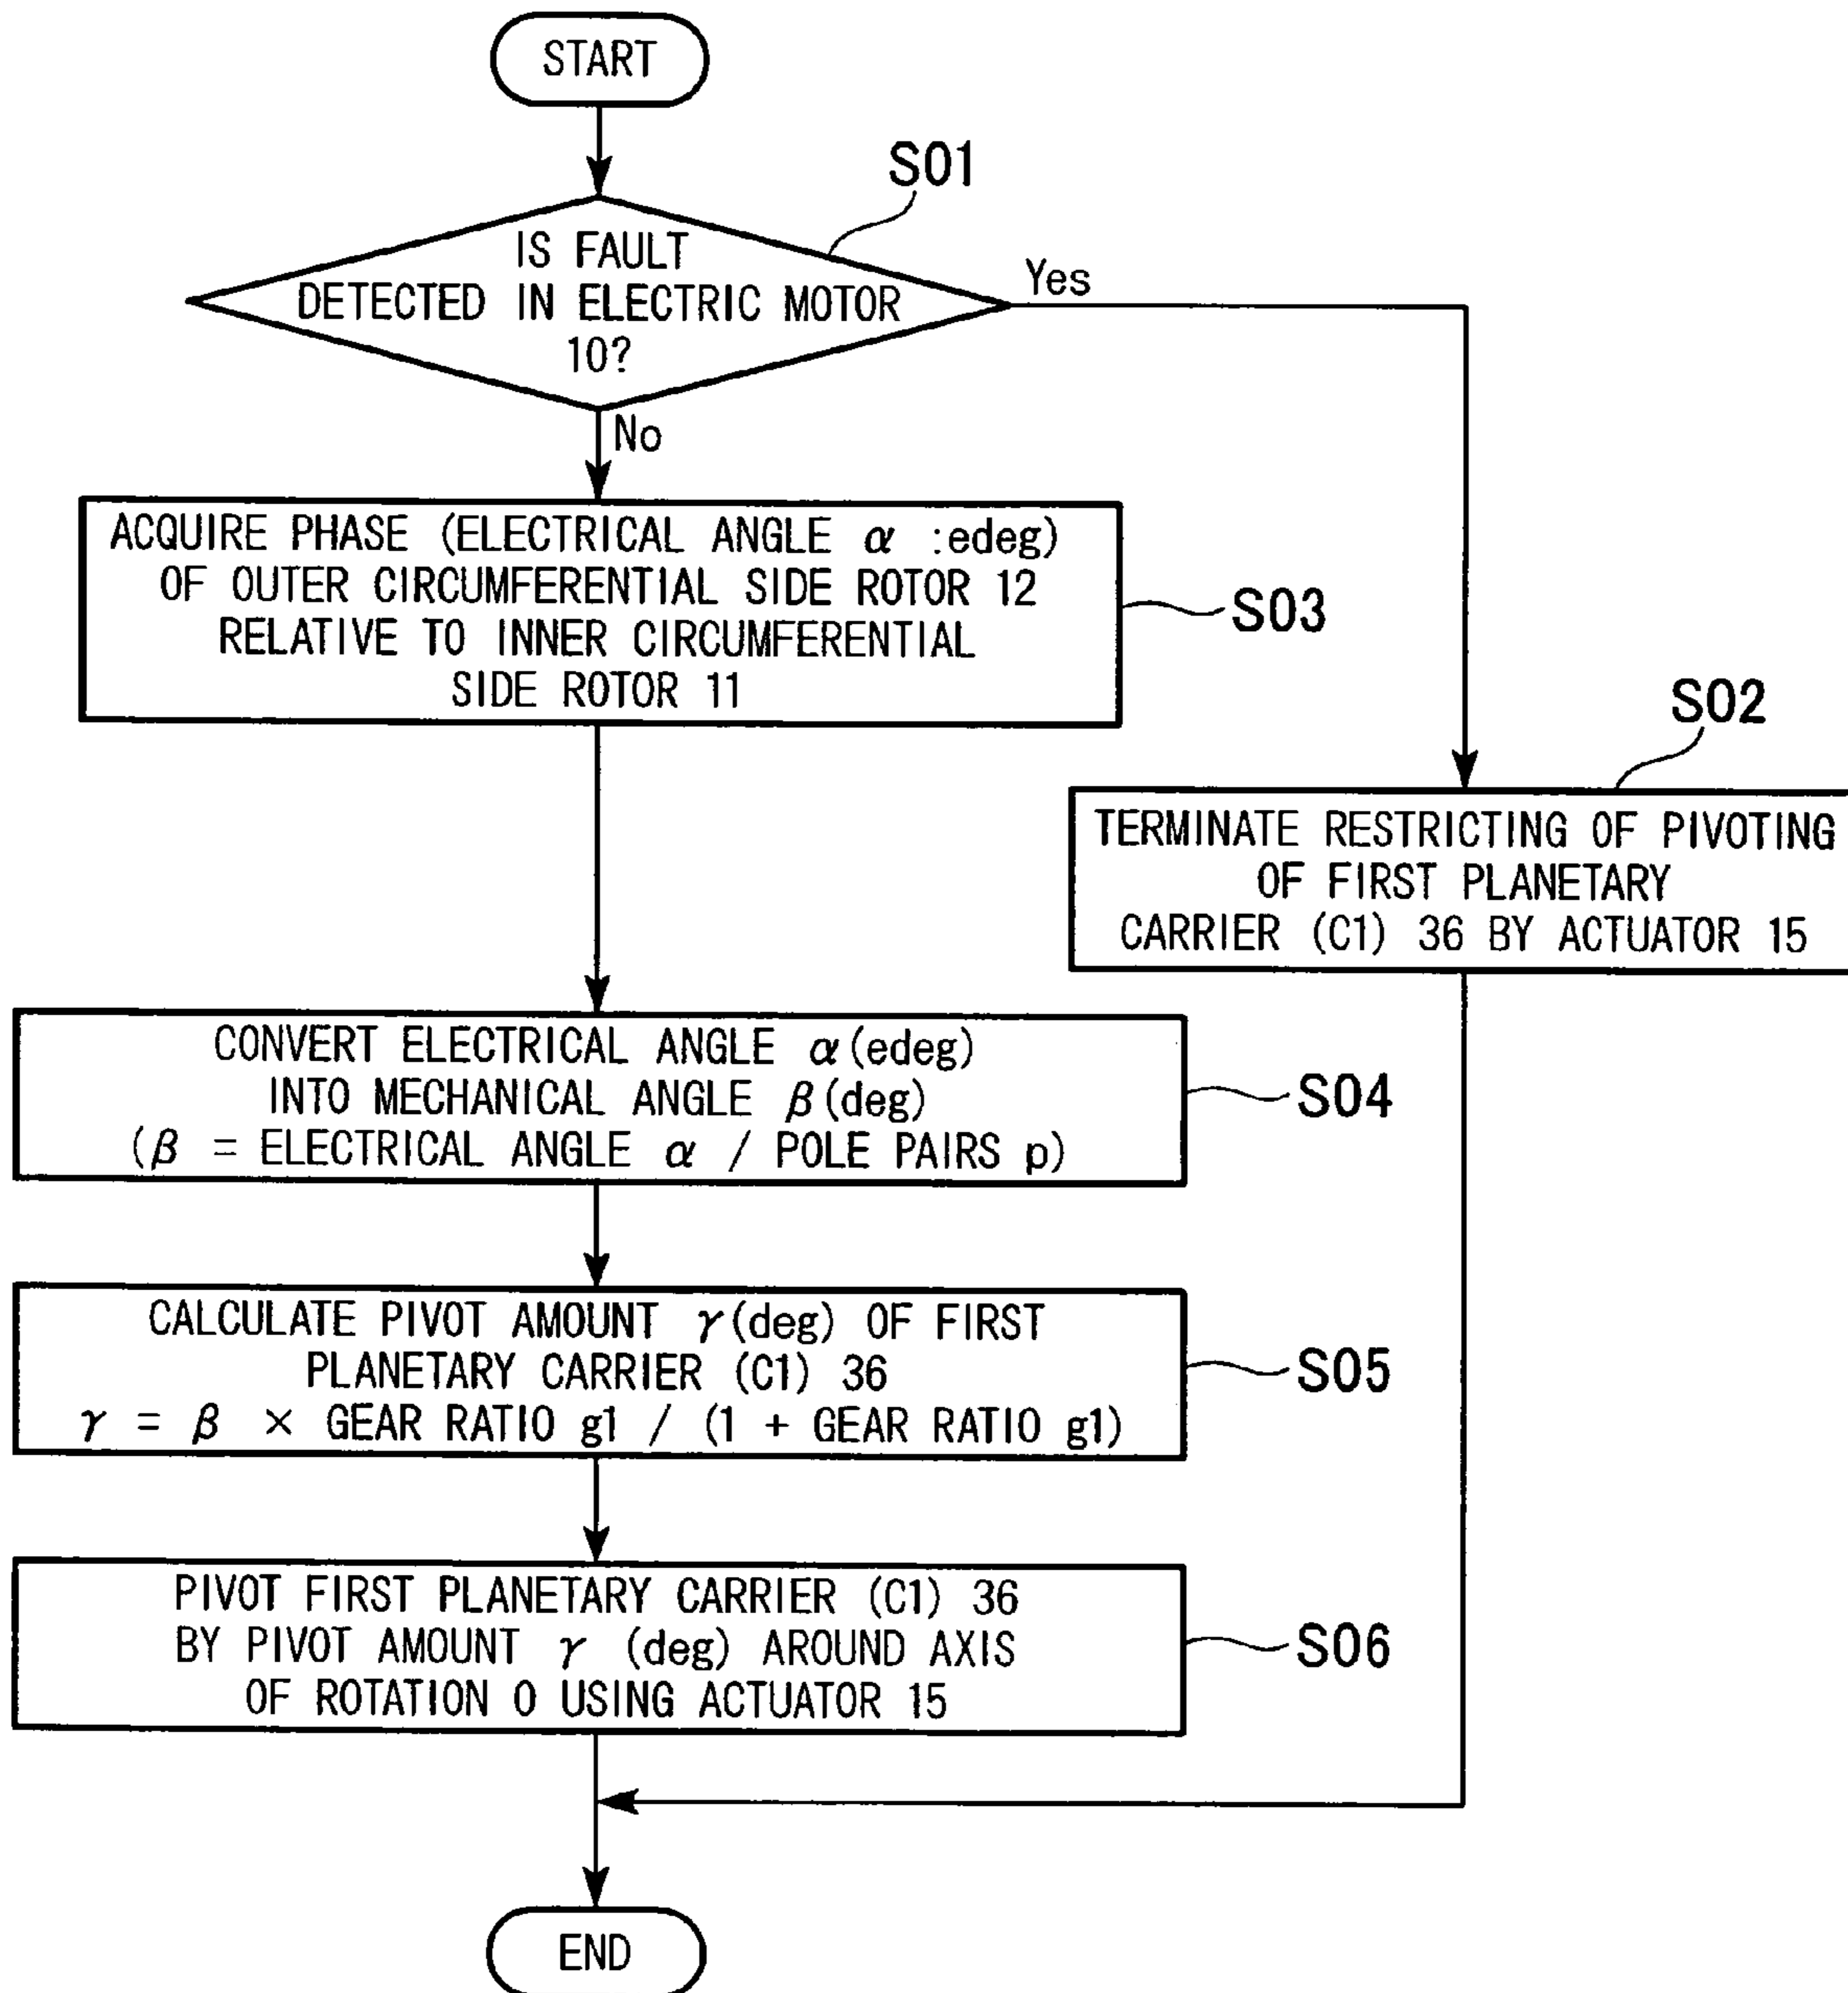 START
S01
IS FAULT
DETECTED IN ELECTRIC MOTOR
10?
Yes
No
ACQUIRE PHASE (ELECTRICAL ANGLE α :edeg)
OF OUTER CIRCUMFERENTIAL SIDE ROTOR 12
RELATIVE TO INNER CIRCUMFERENTIAL
SIDE ROTOR 11
S03
S02
TERMINATE RESTRICTING OF PIVOTING
OF FIRST PLANETARY
CARRIER (C1) 36 BY ACTUATOR 15
CONVERT ELECTRICAL ANGLE α(edeg)
INTO MECHANICAL ANGLE β(deg)
(β = ELECTRICAL ANGLE α / POLE PAIRS p)
S04
CALCULATE PIVOT AMOUNT γ(deg) OF FIRST
PLANETARY CARRIER (C1) 36
γ = β × GEAR RATIO g1 / (1 + GEAR RATIO g1)
S05
PIVOT FIRST PLANETARY CARRIER (C1) 36
BY PIVOT AMOUNT γ (deg) AROUND AXIS
OF ROTATION O USING ACTUATOR 15
S06
END